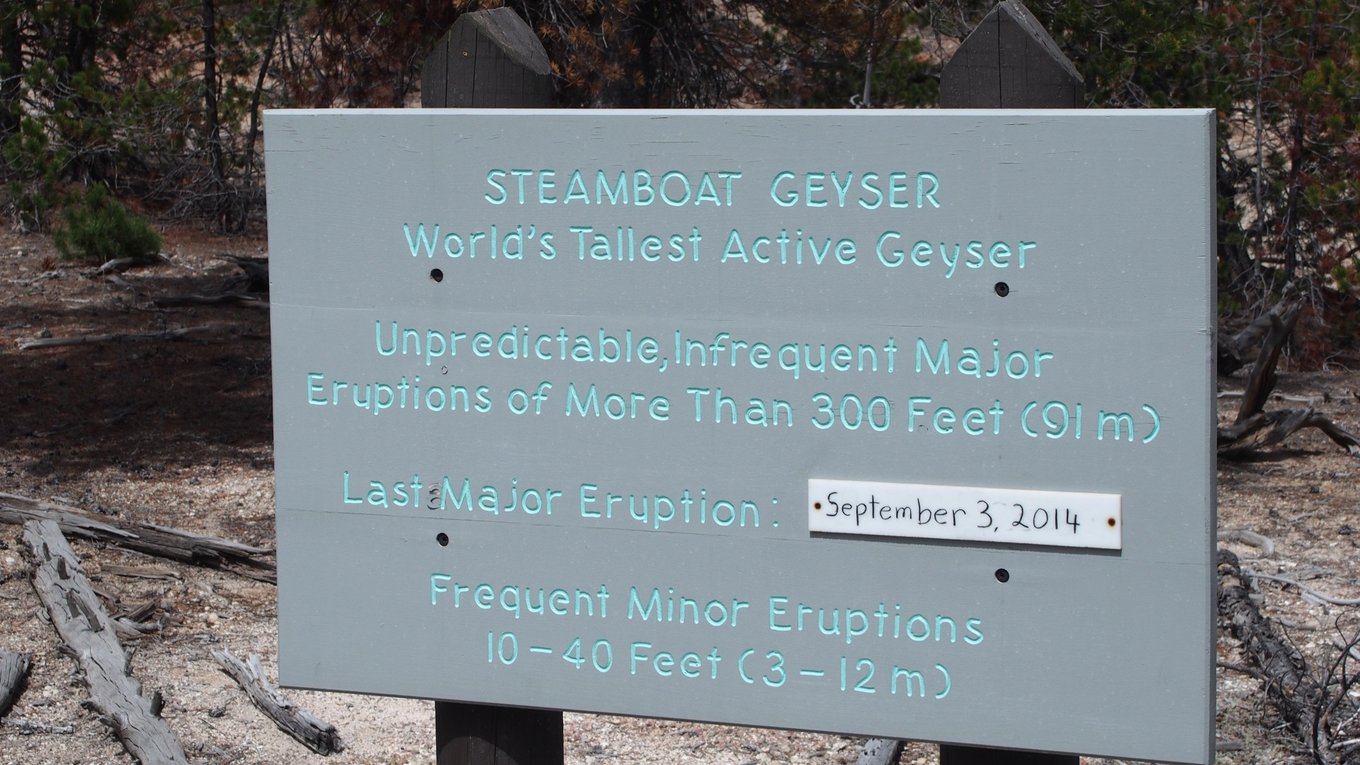 STEAMBOAT GEYSER
World's Tallest Active Geyser
Unpredictable, Infrequent Major
Eruptions of More Than 300 Feet (91 m)
Last Major Eruption: September 3, 2014
Frequent Minor Eruptions
10-40 Feet (3-12 m)